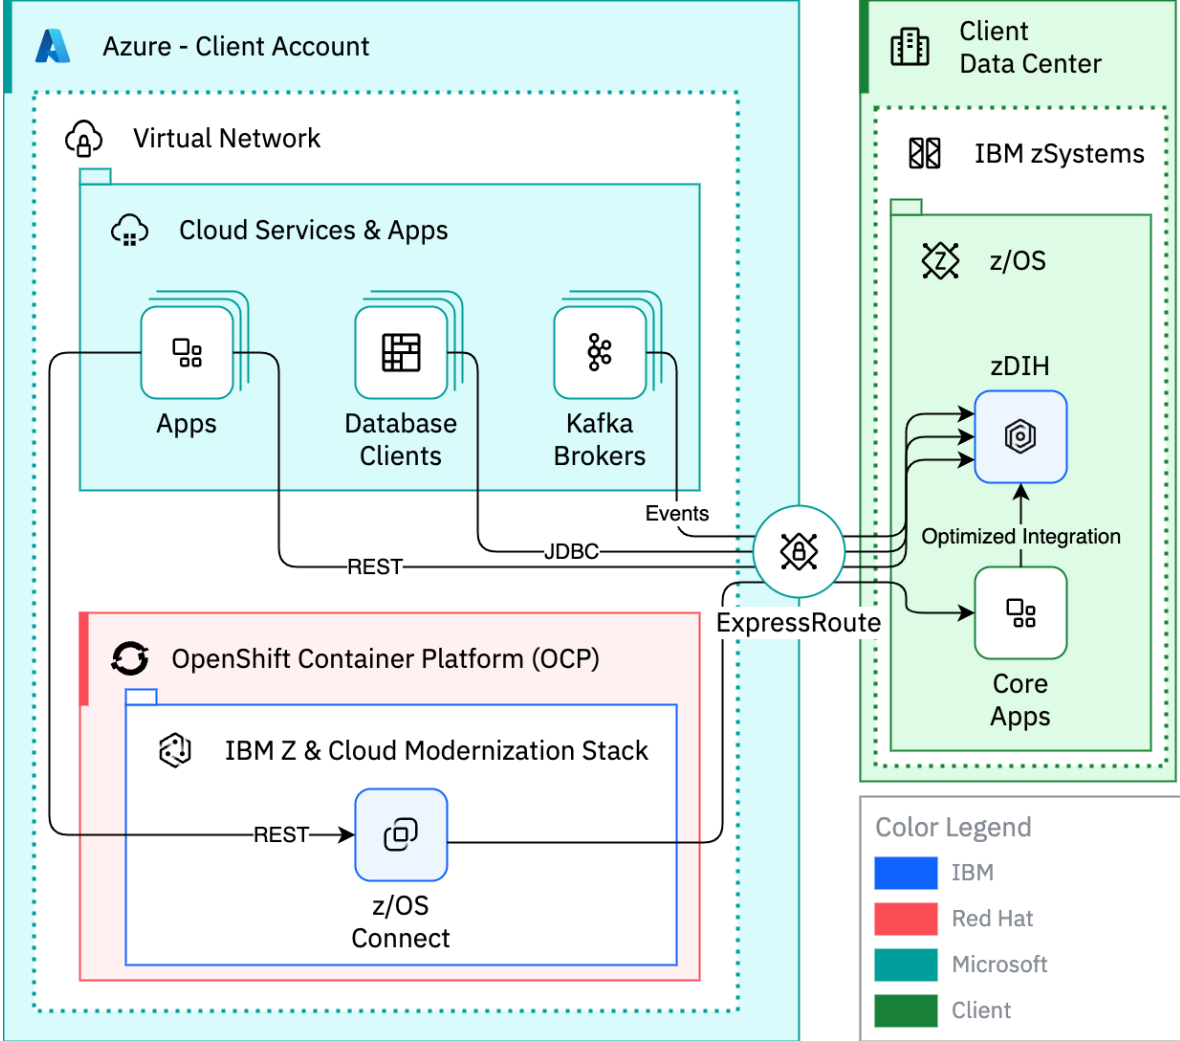 Azure - Client Account
Virtual Network
Cloud Services & Apps
Apps
Database
Clients
Kafka
Brokers
Events
JDBC
REST
ExpressRoute
OpenShift Container Platform (OCP)
IBM Z & Cloud Modernization Stack
REST
z/OS
Connect
Client
Data Center
IBM zSystems
Z
z/OS
zDIH
Optimized Integration
Core
Apps
Color Legend
IBM
Red Hat
Microsoft
Client